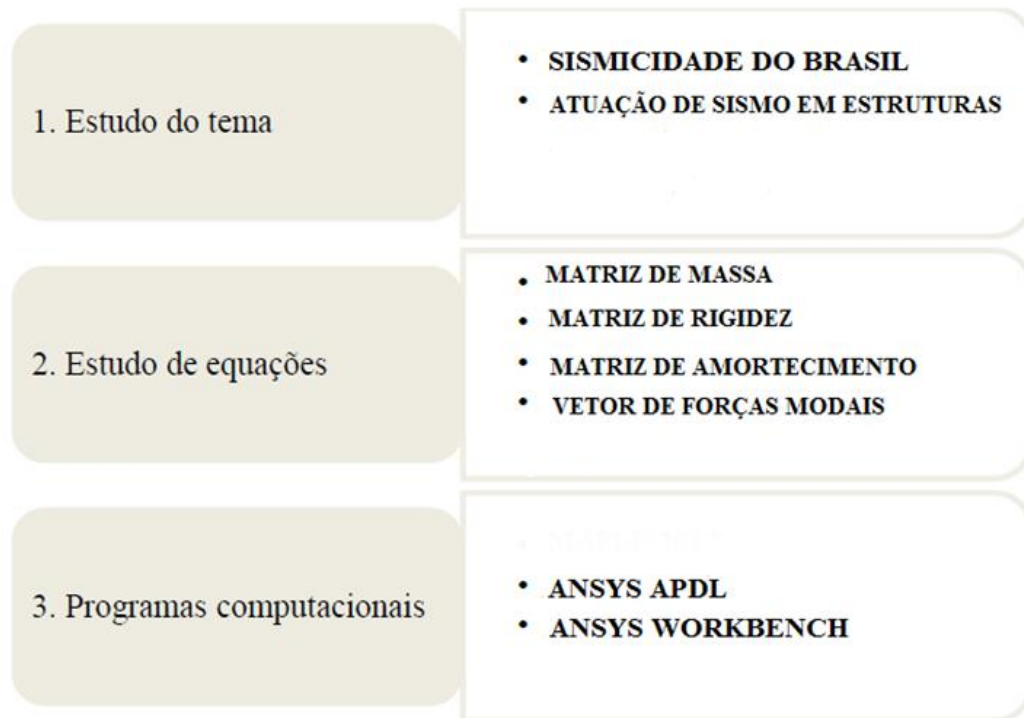 1. Estudo do tema
• SISMICIDADE DO BRASIL
• ATUAÇÃO DE SISMO EM ESTRUTURAS
2. Estudo de equações
• MATRIZ DE MASSA
• MATRIZ DE RIGIDEZ
• MATRIZ DE AMORTECIMENTO
• VETOR DE FORÇAS MODAIS
3. Programas computacionais
• ANSYS APDL
• ANSYS WORKBENCH